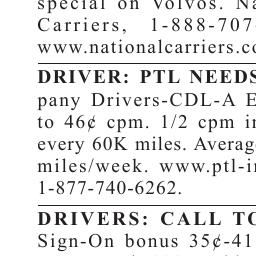 special on Volvos. Na
Carriers, 1-888-707
www.nationalcarriers.co
DRIVER: PTL NEEDS
pany Drivers-CDL-A E
to 46¢ cpm. 1/2 cpm in
every 60K miles. Averag
miles/week. www.ptl-i
1-877-740-6262.
DRIVERS: CALL TO
Sign-On bonus 35¢-41